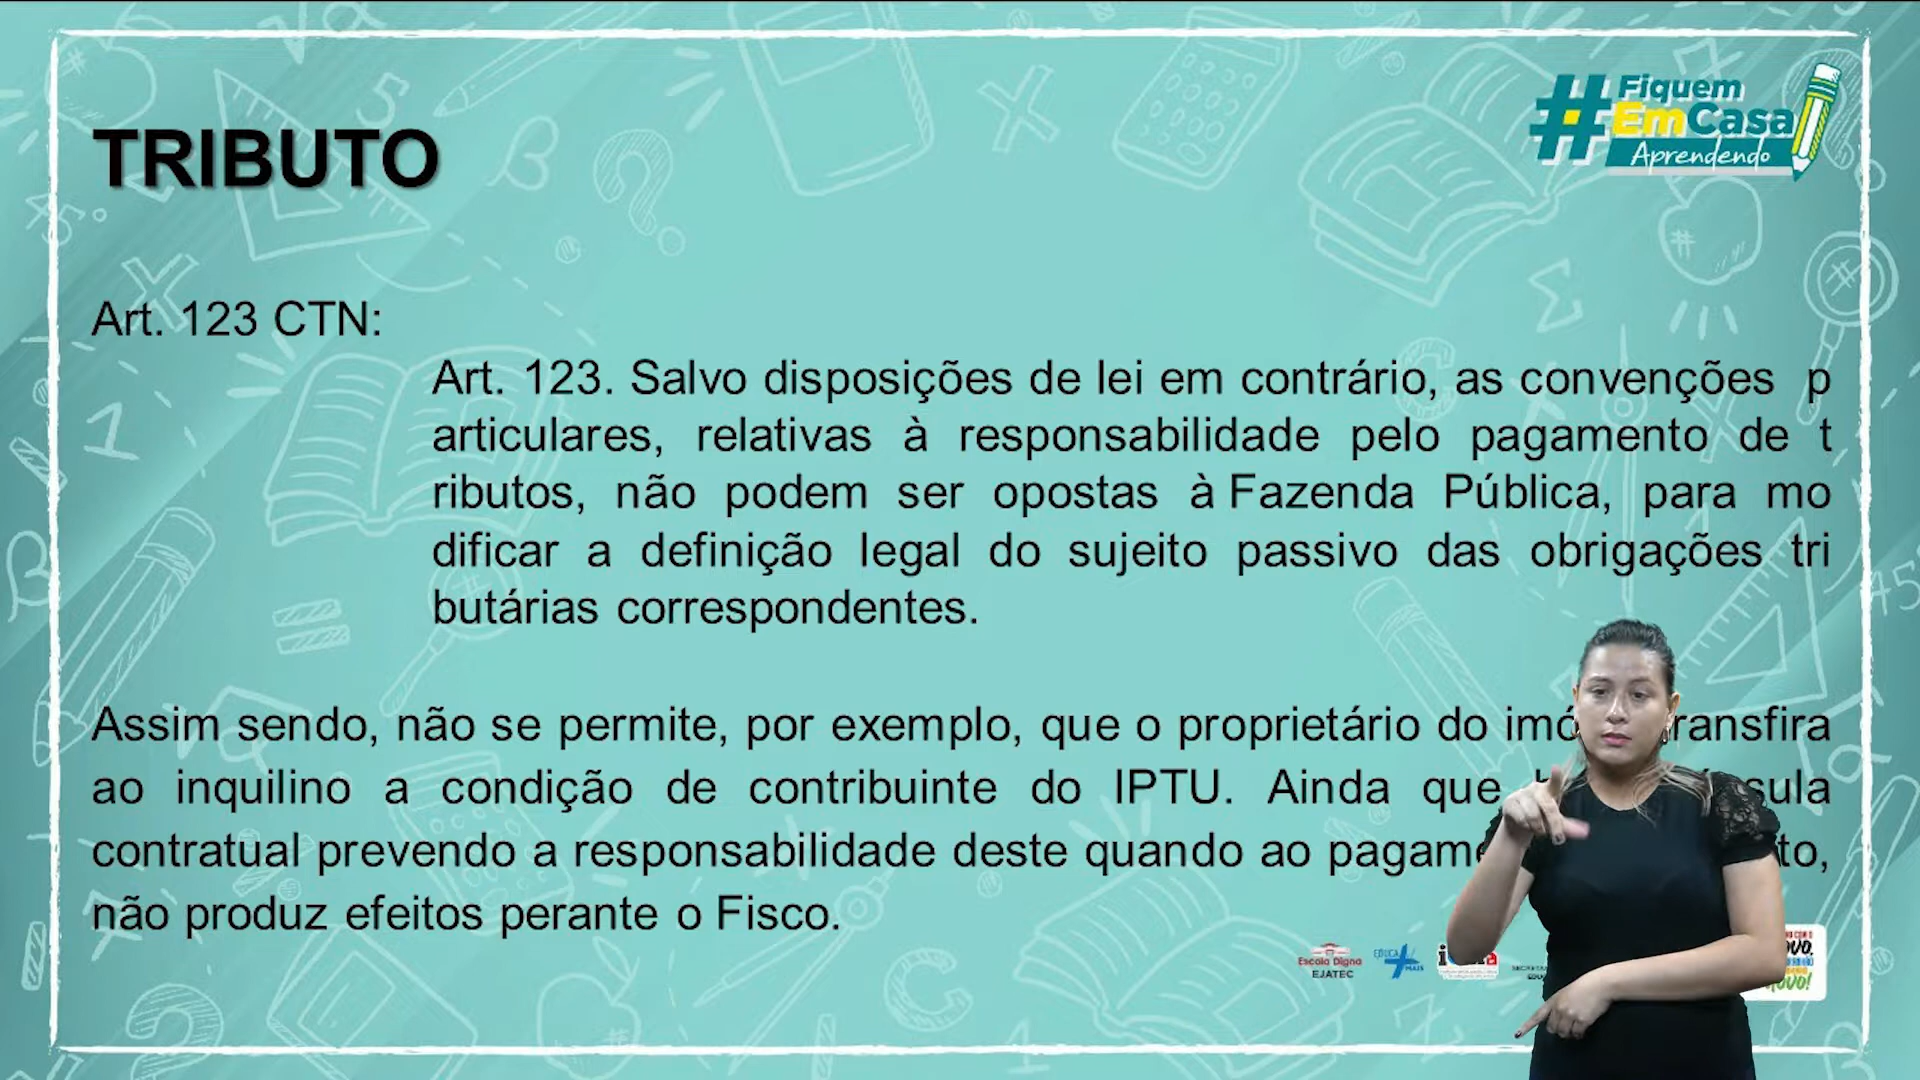 #Fiquem
EmCasa
Aprendendo
TRIBUTO
Art. 123 CTN:
Art. 123. Salvo disposições de lei em contrário, as convenções p
articulares, relativas à responsabilidade pelo pagamento de t
ributos, não podem ser opostas à Fazenda Pública, para mo
dificar a definição legal do sujeito passivo das obrigações tri
butárias correspondentes.
Assim sendo, não se permite, por exemplo, que o proprietário do ransfira
ao inquilino a condição de contribuinte do IPTU. Ainda que sula
contratual prevendo a responsabilidade deste quando ao to,
não produz efeitos perante o Fisco.
Escola Digna
EJATEC
EDUCA
MAIS